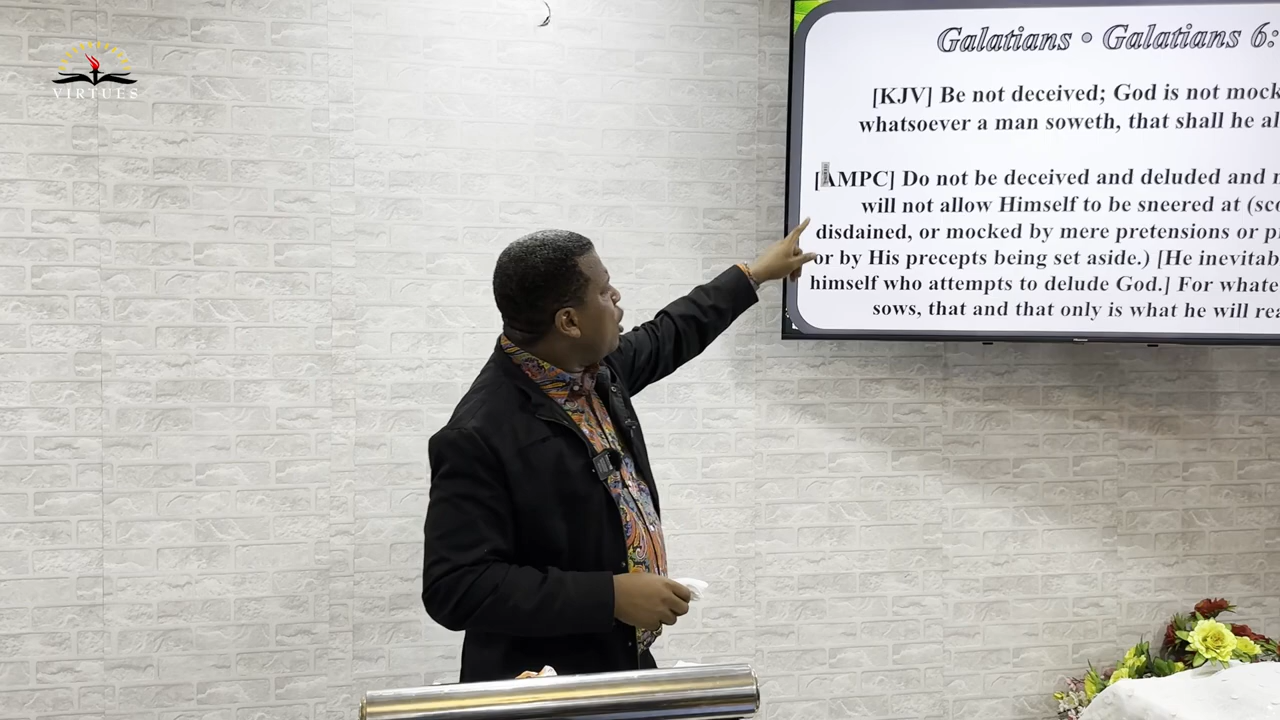 VIRTUES
Galatians • Galatians 6:
[KJV] Be not deceived; God is not mock
whatsoever a man soweth, that shall he al
[AMPC] Do not be deceived and deluded and
will not allow Himself to be sneered at (sco
disdained, or mocked by mere pretensions or
or by His precepts being set aside.) [He inevitab
himself who attempts to delude God.] For whate
sows, that and that only is what he will rea